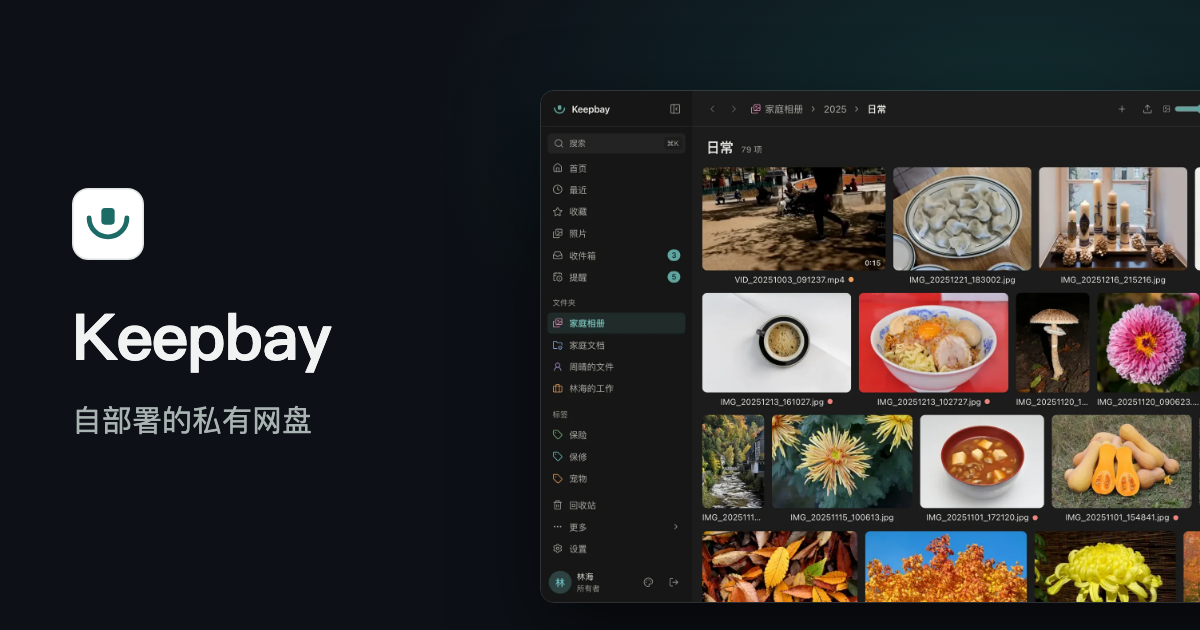 Keepbay
自部署的私有网盘
Keepbay
搜索 ⌘K
首页
最近
收藏
照片
收件箱 3
提醒 5
文件夹
家庭相册
家庭文档
周晴的文件
林海的工作
标签
保险
保修
宠物
回收站
更多
设置
林
林海
所有者
家庭相册 › 2025 › 日常
日常 79 项
0:15
VID_20251003_091237.mp4
IMG_20251221_183002.jpg
IMG_20251216_215216.jpg
IMG_20251213_161027.jpg
IMG_20251213_102727.jpg
IMG_20251120_1...
IMG_20251120_090623....
IMG_2025111...
IMG_20251115_100613.jpg
IMG_20251101_172120.jpg
IMG_20251101_154841.jpg